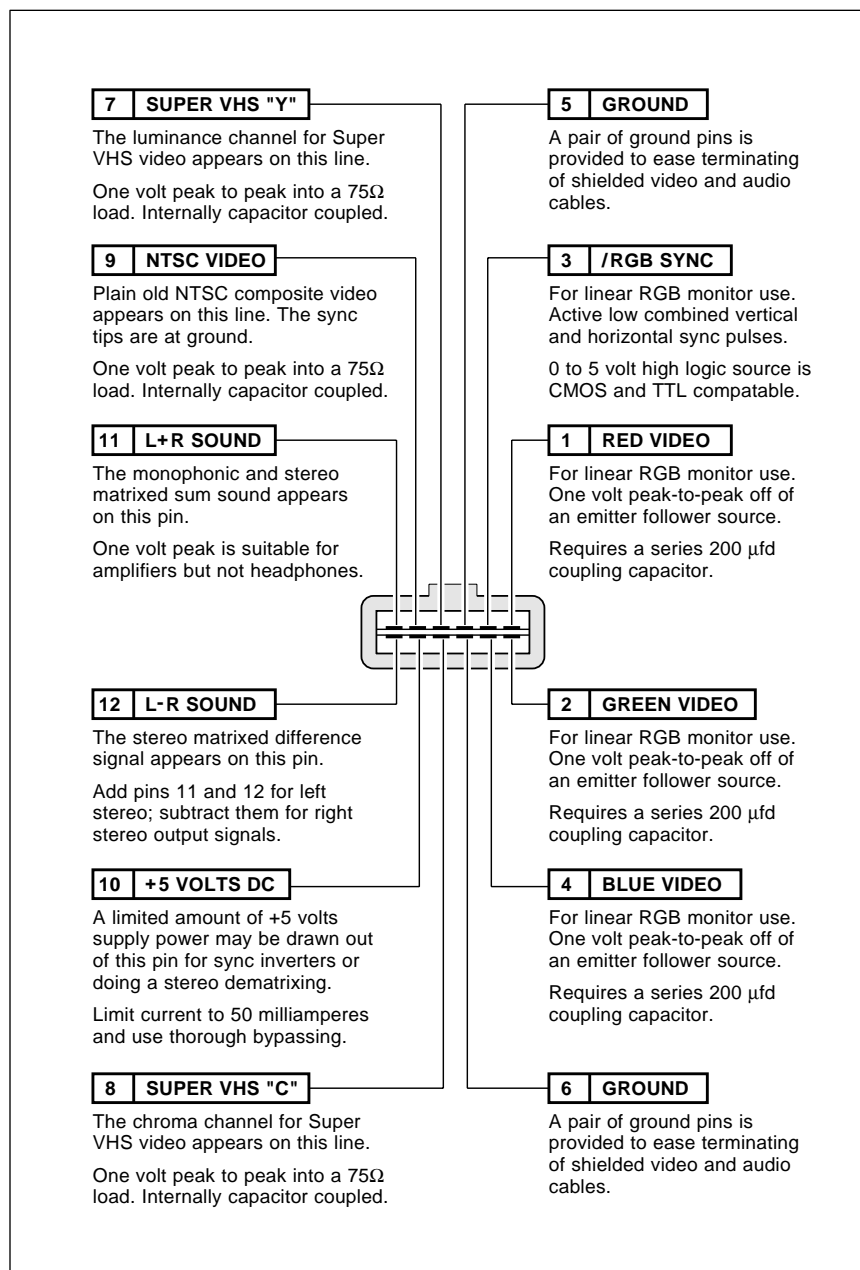 7 SUPER VHS "Y"
The luminance channel for Super
VHS video appears on this line.
One volt peak to peak into a 75Ω
load. Internally capacitor coupled.
9 NTSC VIDEO
Plain old NTSC composite video
appears on this line. The sync
tips are at ground.
One volt peak to peak into a 75Ω
load. Internally capacitor coupled.
11 L+R SOUND
The monophonic and stereo
matrixed sum sound appears
on this pin.
One volt peak is suitable for
amplifiers but not headphones.
5 GROUND
A pair of ground pins is
provided to ease terminating
of shielded video and audio
cables.
3 /RGB SYNC
For linear RGB monitor use.
Active low combined vertical
and horizontal sync pulses.
0 to 5 volt high logic source is
CMOS and TTL compatable.
1 RED VIDEO
For linear RGB monitor use.
One volt peak-to-peak off of
an emitter follower source.
Requires a series 200 μfd
coupling capacitor.
12 L-R SOUND
The stereo matrixed difference
signal appears on this pin.
Add pins 11 and 12 for left
stereo; subtract them for right
stereo output signals.
10 +5 VOLTS DC
A limited amount of +5 volts
supply power may be drawn out
of this pin for sync inverters or
doing a stereo dematrixing.
Limit current to 50 milliamperes
and use thorough bypassing.
8 SUPER VHS "C"
The chroma channel for Super
VHS video appears on this line.
One volt peak to peak into a 75Ω
load. Internally capacitor coupled.
2 GREEN VIDEO
For linear RGB monitor use.
One volt peak-to-peak off of
an emitter follower source.
Requires a series 200 μfd
coupling capacitor.
4 BLUE VIDEO
For linear RGB monitor use.
One volt peak-to-peak off of
an emitter follower source.
Requires a series 200 μfd
coupling capacitor.
6 GROUND
A pair of ground pins is
provided to ease terminating
of shielded video and audio
cables.